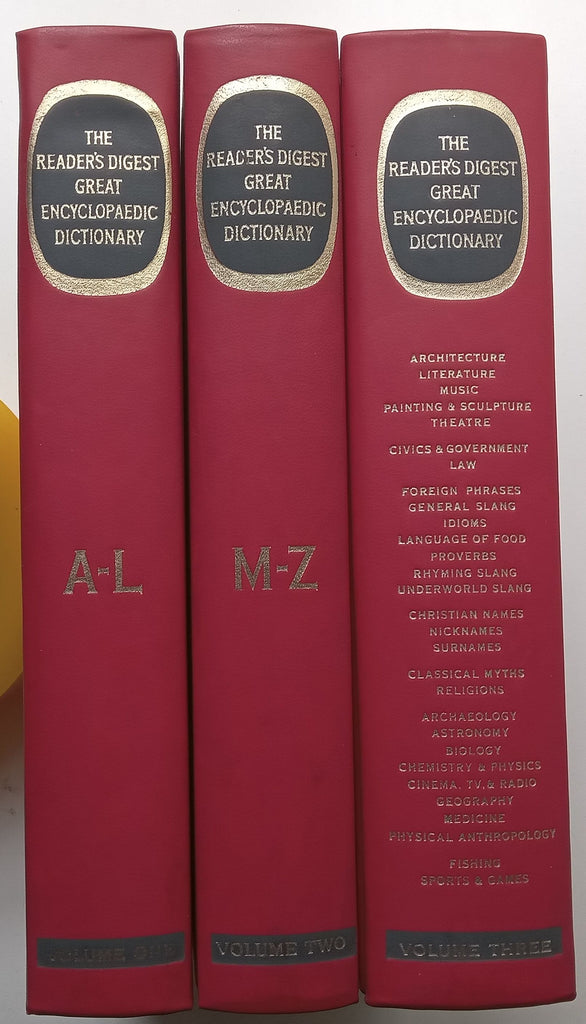 THE
READER'S DIGEST
GREAT
ENCYCLOPAEDIC
DICTIONARY
A-L
VOLUME ONE
THE
READER'S DIGEST
GREAT
ENCYCLOPAEDIC
DICTIONARY
M-Z
VOLUME TWO
THE
READER'S DIGEST
GREAT
ENCYCLOPAEDIC
DICTIONARY
ARCHITECTURE
LITERATURE
MUSIC
PAINTING & SCULPTURE
THEATRE
CIVICS & GOVERNMENT
LAW
FOREIGN PHRASES
GENERAL SLANG
IDIOMS
LANGUAGE OF FOOD
PROVERBS
RHYMING SLANG
UNDERWORLD SLANG
CHRISTIAN NAMES
NICKNAMES
SURNAMES
CLASSICAL MYTHS
RELIGIONS
ARCHAEOLOGY
ASTRONOMY
BIOLOGY
CHEMISTRY & PHYSICS
CINEMA, TV, & RADIO
GEOGRAPHY
MEDICINE
PHYSICAL ANTHROPOLOGY
FISHING
SPORTS & GAMES
VOLUME THREE